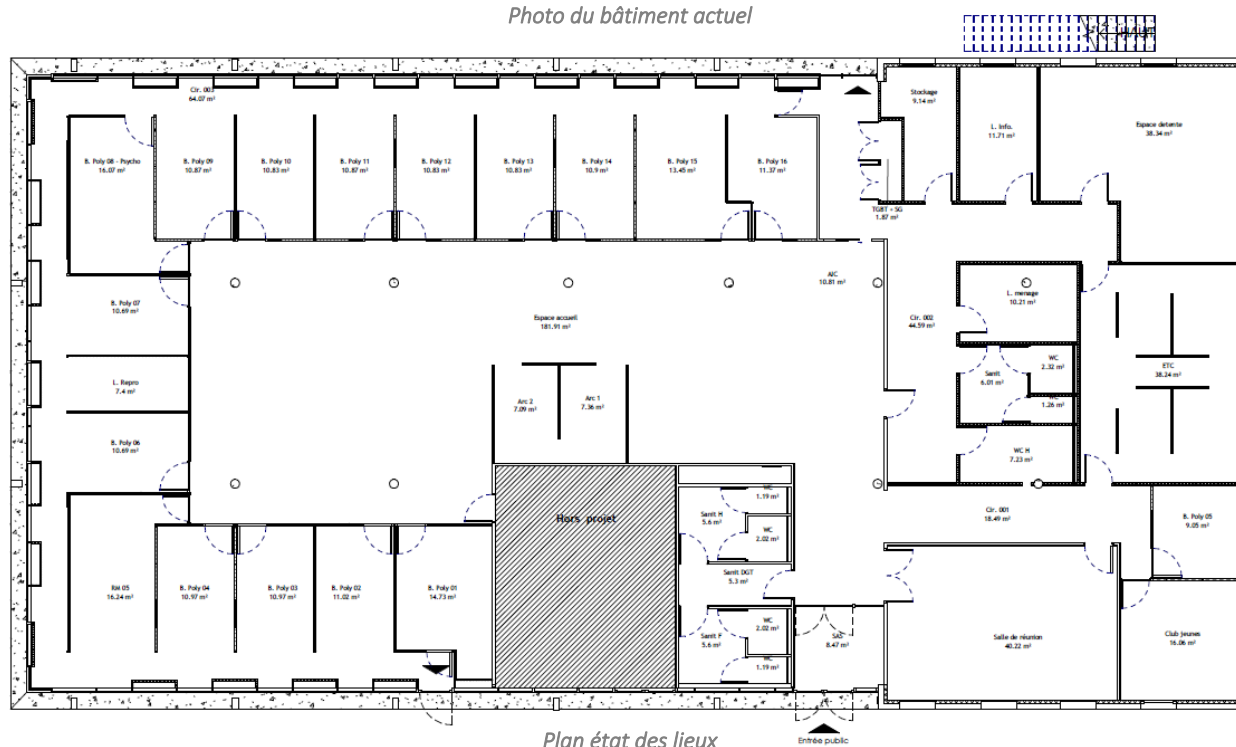 Photo du bâtiment actuel
HAUT
Cir. 003
64.07 m²
Stockage
9.14 m²
L. Info.
11.71 m²
Espace detente
38.34 m²
B. Poly 08 - Psycho
16.07 m²
B. Poly 09
10.87 m²
B. Poly 10
10.83 m²
B. Poly 11
10.87 m²
B. Poly 12
10.83 m²
B. Poly 13
10.83 m²
B. Poly 14
10.9 m²
B. Poly 15
13.45 m²
B. Poly 16
11.37 m²
TGBT + SG
1.87 m²
AIC
10.81 m²
L. menage
10.21 m²
B. Poly 07
10.69 m²
Espace accueil
181.91 m²
Cir. 002
44.59 m²
WC
2.32 m²
ETC
38.24 m²
Sanit
6.01 m²
L. Repro
7.4 m²
Arc 2
7.09 m²
Arc 1
7.36 m²
WC
1.26 m²
B. Poly 06
10.69 m²
WC H
7.23 m²
WC
1.19 m²
Hors projet
Sanit H
5.6 m²
Cir. 001
18.49 m²
B. Poly 05
9.05 m²
WC
2.02 m²
Sanit DGT
5.3 m²
RM 05
16.24 m²
B. Poly 04
10.97 m²
B. Poly 03
10.97 m²
B. Poly 02
11.02 m²
B. Poly 01
14.73 m²
WC
2.02 m²
Sanit F
5.6 m²
SAS
8.47 m²
Salle de réunion
40.22 m²
Club jeunes
16.06 m²
WC
1.19 m²
Entrée public
Plan état des lieux